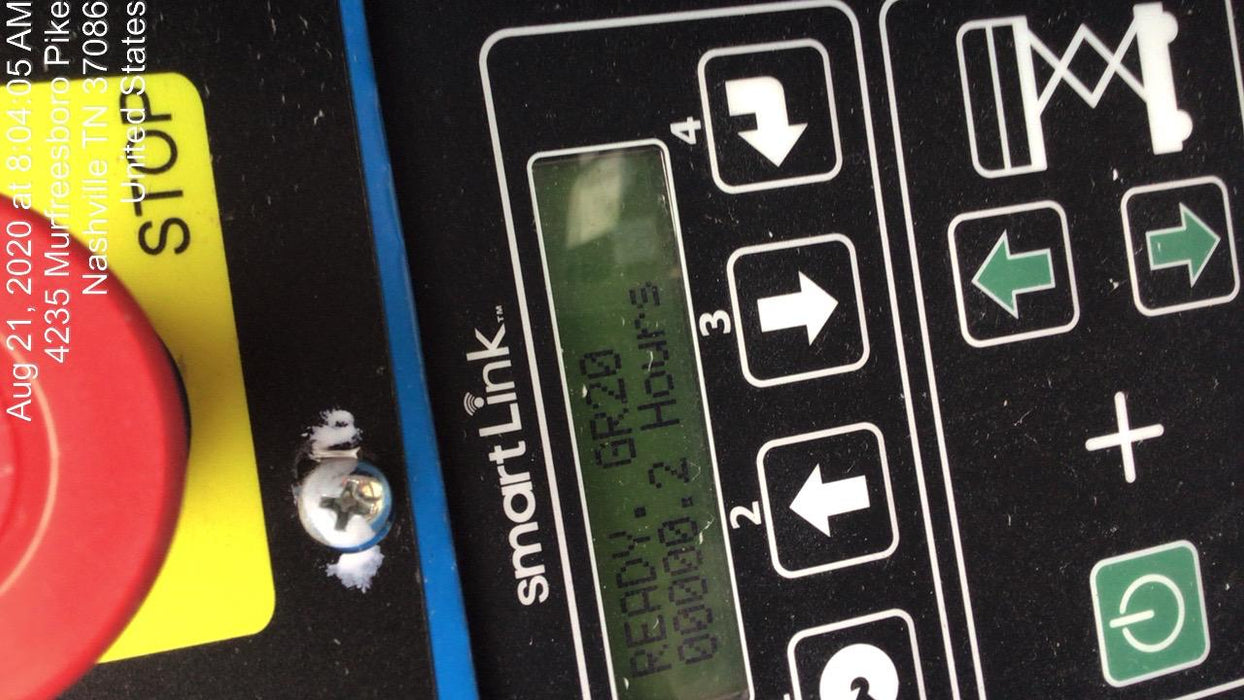 Aug 21, 2020 at 8:04:05 AM
4235 Murfreesboro Pike
Nashville TN 37086
United States
STOP
smartLink™
READY. GR20
00000.2 Hours
2
3
4